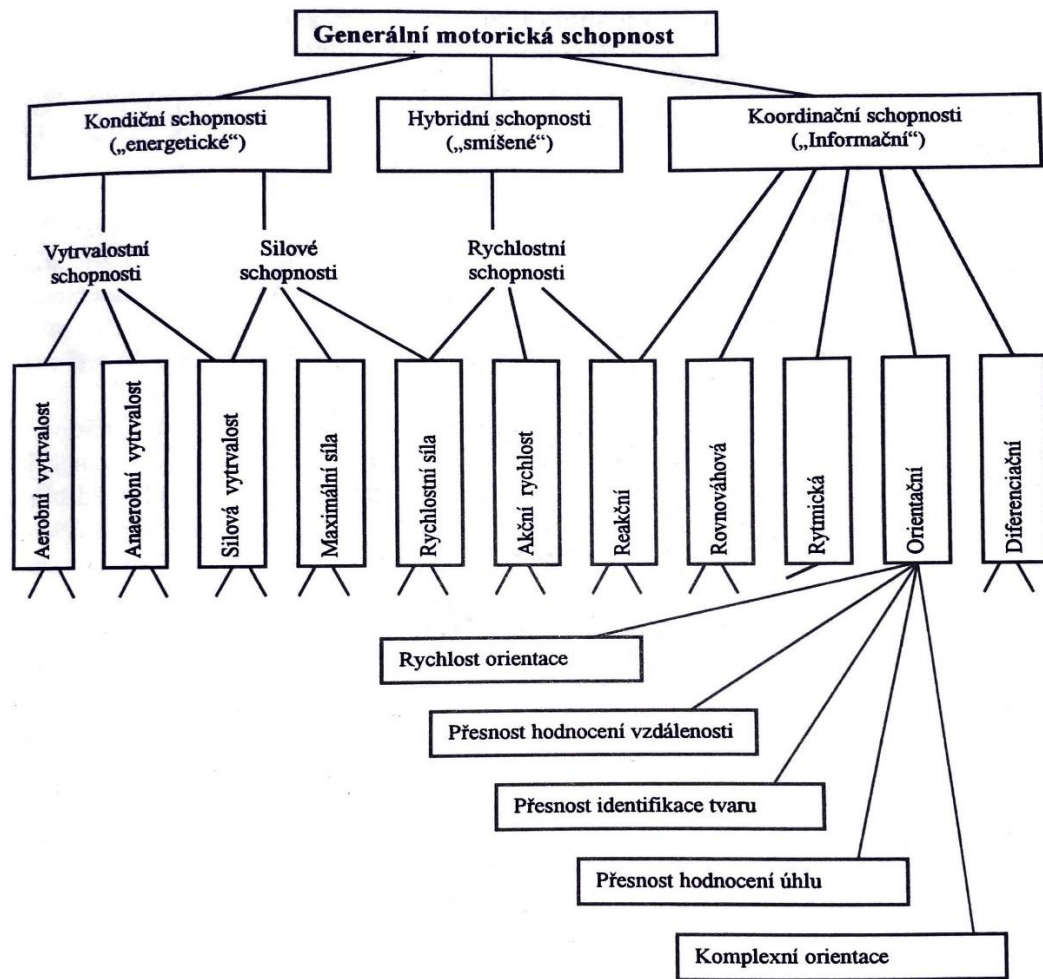 Generální motorická schopnost
Kondiční schopnosti
(„energetické“)
Hybridní schopnosti
(„smíšené“)
Koordinační schopnosti
(„Informační“)
Vytrvalostní
schopnosti
Silové
schopnosti
Rychlostní
schopnosti
Aerobní vytrvalost
Anaerobní vytrvalost
Silová vytrvalost
Maximální síla
Rychlostní síla
Akční rychlost
Reakční
Rovnováhová
Rytmická
Orientační
Diferenciační
Rychlost orientace
Přesnost hodnocení vzdálenosti
Přesnost identifikace tvaru
Přesnost hodnocení úhlu
Komplexní orientace